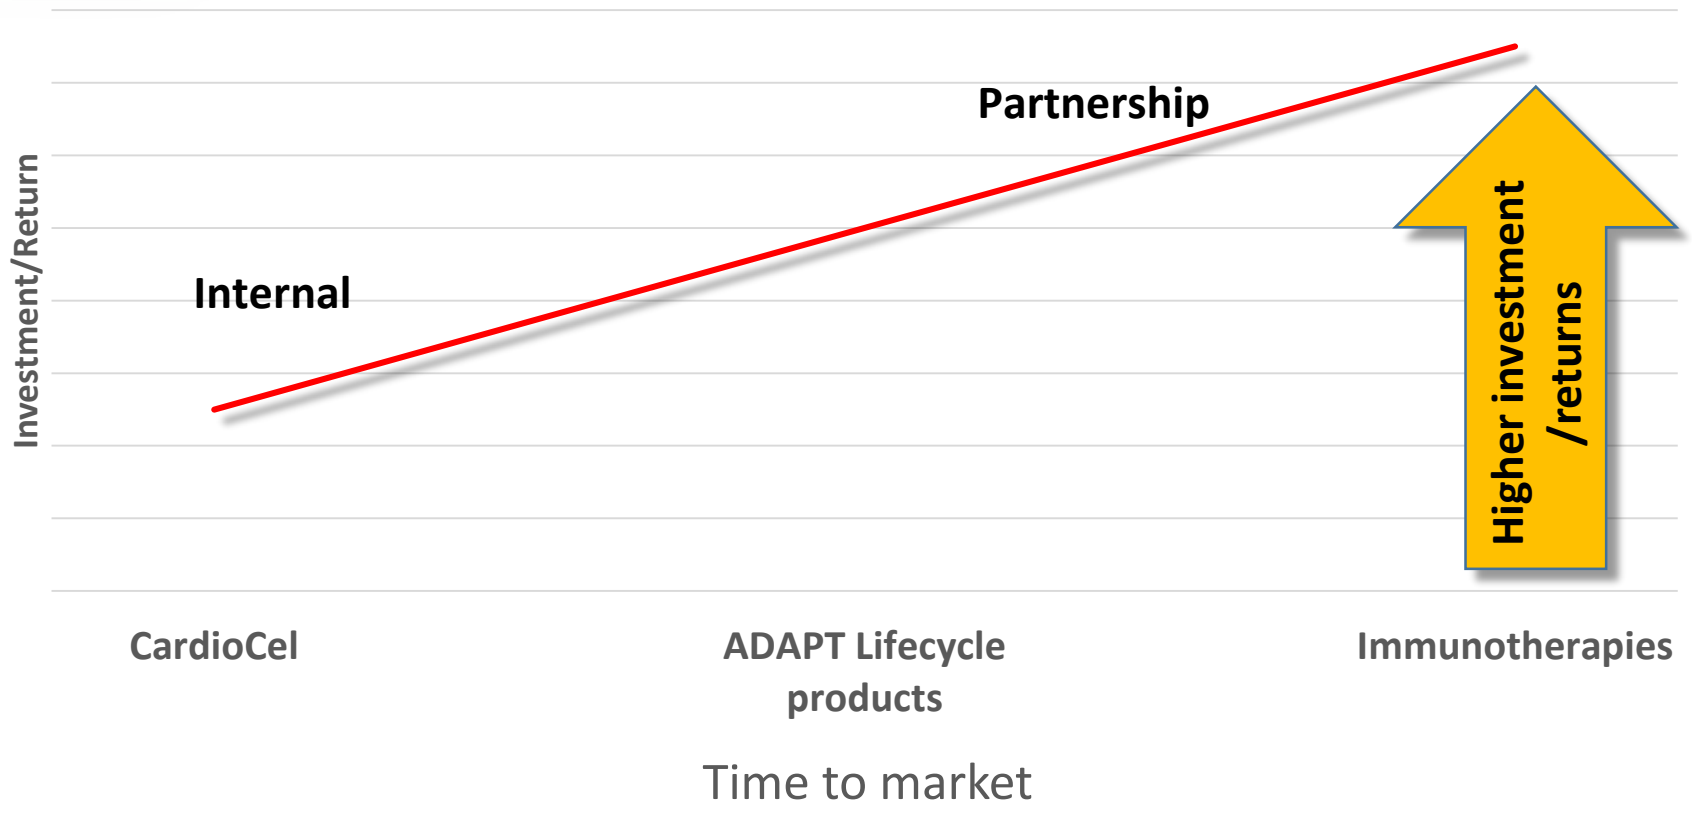 Partnership
Internal
Investment/Return
Higher investment
/returns
CardioCel
ADAPT Lifecycle
products
Immunotherapies
Time to market